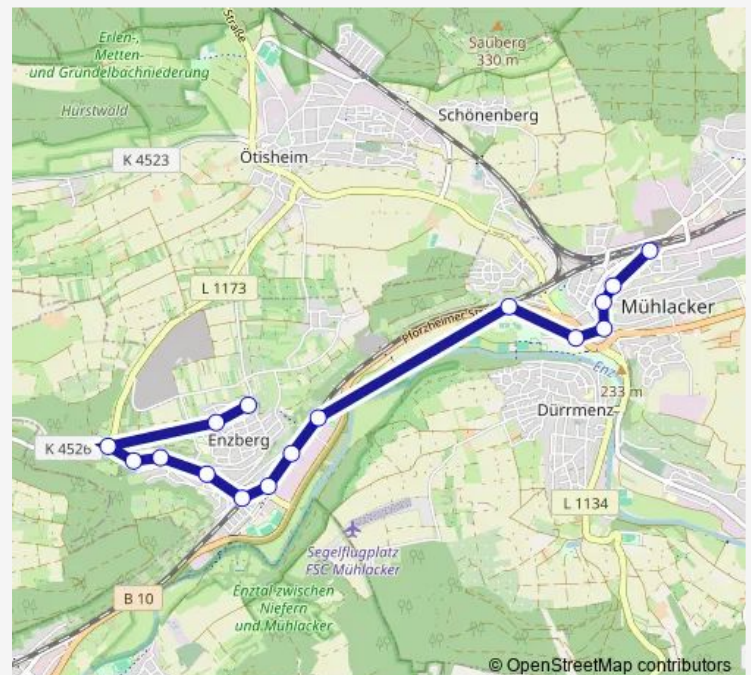 Straße
Erlen-,
Metten-
und Grundelbachniederung
Sauberg
330 m
Hürstwald
Schönenberg
K 4523
Ötisheim
L 1173
Mühlacker
Pforzheimer
Enz
233 m
Dürrmenz
K 4526
Enzberg
L 1134
Segelflugplatz
FSC Mühlacker
B 10
Enztal zwischen
Niefern
und Mühlacker
© OpenStreetMap contributors